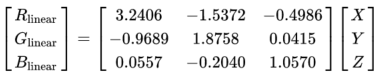 R_linear = 3.2406 −1.5372 −0.4986 X
G_linear −0.9689 1.8758 0.0415 Y
B_linear 0.0557 −0.2040 1.0570 Z